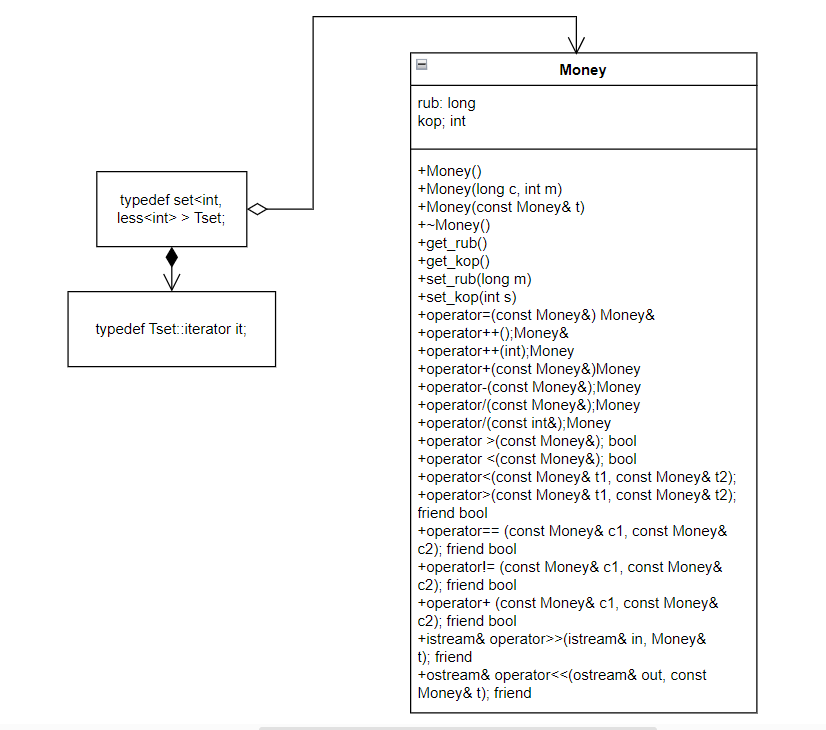 Money
rub: long
kop; int
typedef set<int,
less<int> > Tset;
typedef Tset::iterator it;
+Money()
+Money(long c, int m)
+Money(const Money& t)
+~Money()
+get_rub()
+get_kop()
+set_rub(long m)
+set_kop(int s)
+operator=(const Money&) Money&
+operator++();Money&
+operator++(int);Money
+operator+(const Money&)Money
+operator-(const Money&);Money
+operator/(const Money&);Money
+operator/(const int&);Money
+operator >(const Money&); bool
+operator <(const Money&); bool
+operator<(const Money& t1, const Money& t2);
+operator>(const Money& t1, const Money& t2);
friend bool
+operator== (const Money& c1, const Money&
c2); friend bool
+operator!= (const Money& c1, const Money&
c2); friend bool
+operator+ (const Money& c1, const Money&
c2); friend bool
+istream& operator>>(istream& in, Money&
t); friend
+ostream& operator<<(ostream& out, const
Money& t); friend